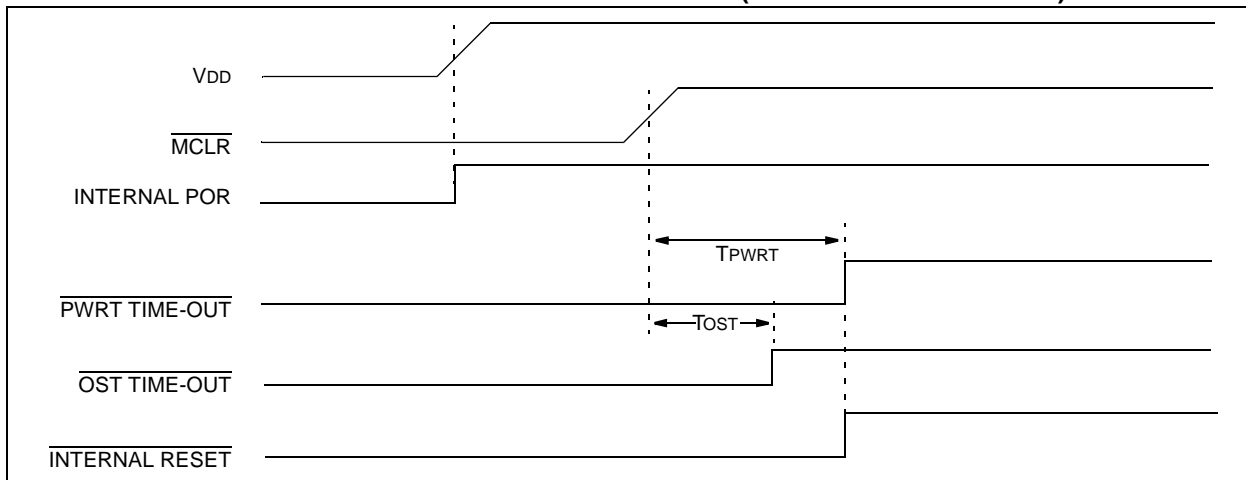 VDD
MCLR
INTERNAL POR
TPWRT
PWRT TIME-OUT
TOST
OST TIME-OUT
INTERNAL RESET